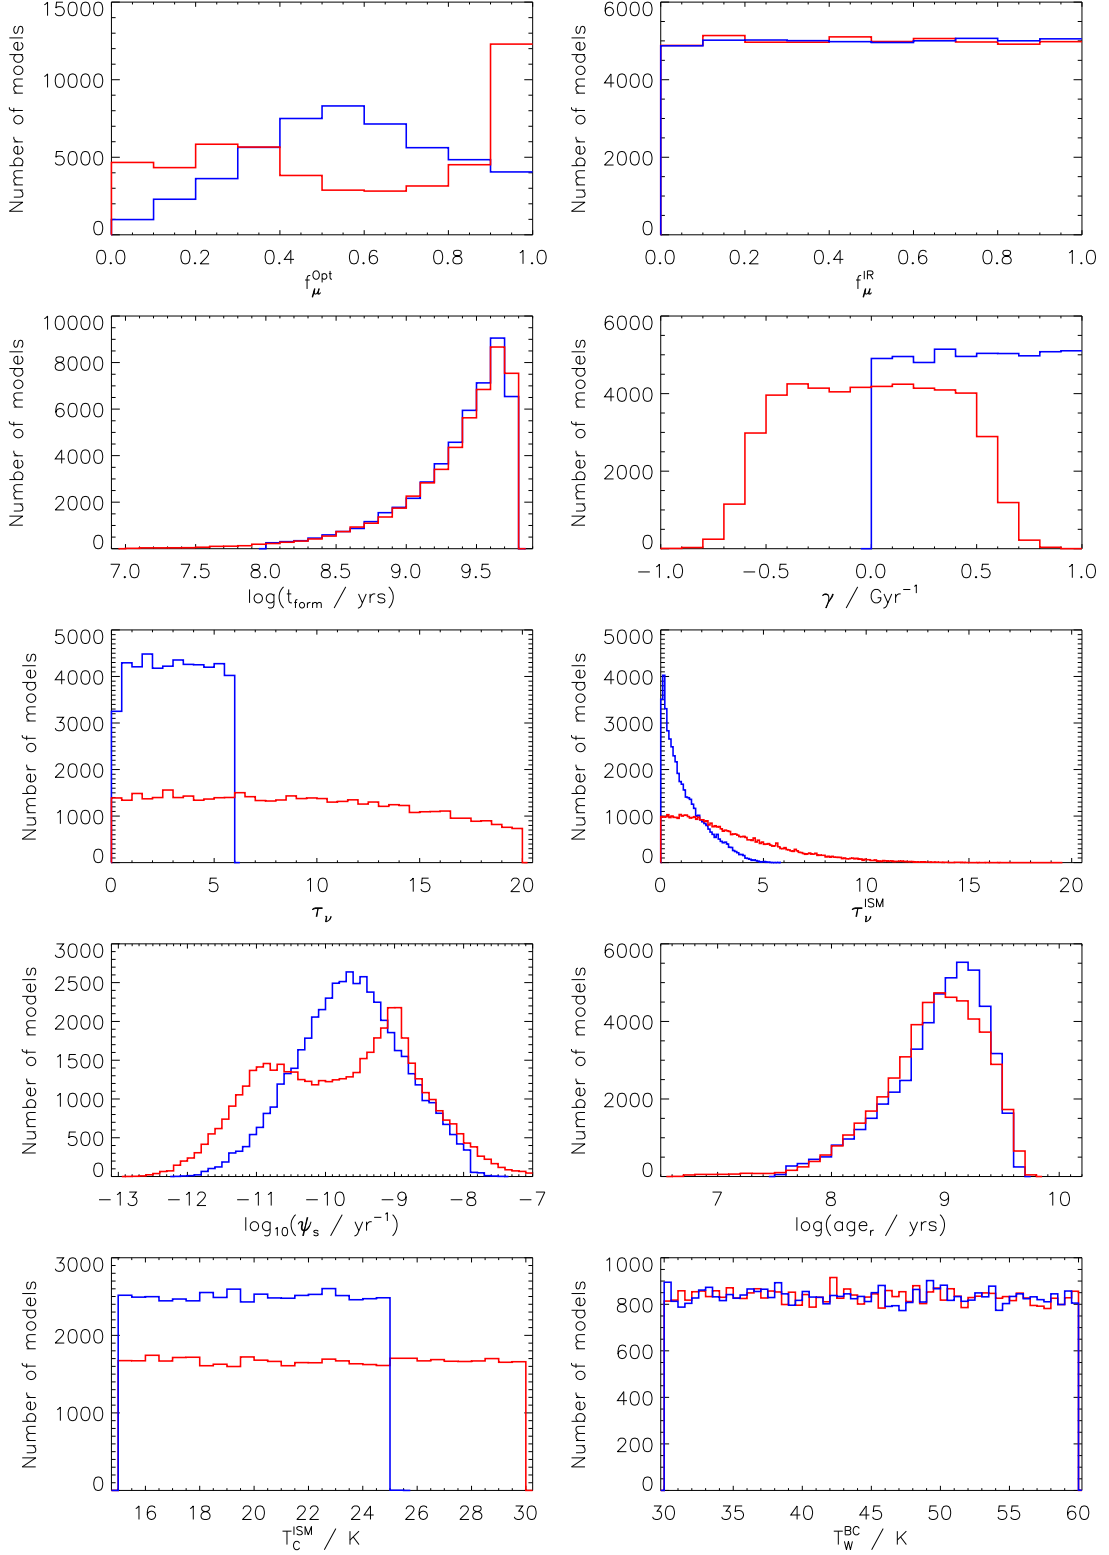 Number of models
15000
10000
5000
0
0.0 0.2 0.4 0.6 0.8 1.0
f_μ^Opt
Number of models
6000
4000
2000
0
0.0 0.2 0.4 0.6 0.8 1.0
f_μ^IR
Number of models
10000
8000
6000
4000
2000
0
7.0 7.5 8.0 8.5 9.0 9.5
log(t_form / yrs)
Number of models
6000
4000
2000
0
−1.0 −0.5 0.0 0.5 1.0
γ / Gyr⁻¹
Number of models
5000
4000
3000
2000
1000
0
0 5 10 15 20
τ_ν
Number of models
5000
4000
3000
2000
1000
0
0 5 10 15 20
τ_ν^ISM
Number of models
3000
2500
2000
1500
1000
500
0
−13 −12 −11 −10 −9 −8 −7
log₁₀(ψ_s / yr⁻¹)
Number of models
6000
4000
2000
0
7 8 9 10
log(age_r / yrs)
Number of models
3000
2000
1000
0
16 18 20 22 24 26 28 30
T_C^ISM / K
Number of models
1000
800
600
400
200
0
30 35 40 45 50 55 60
T_W^BC / K